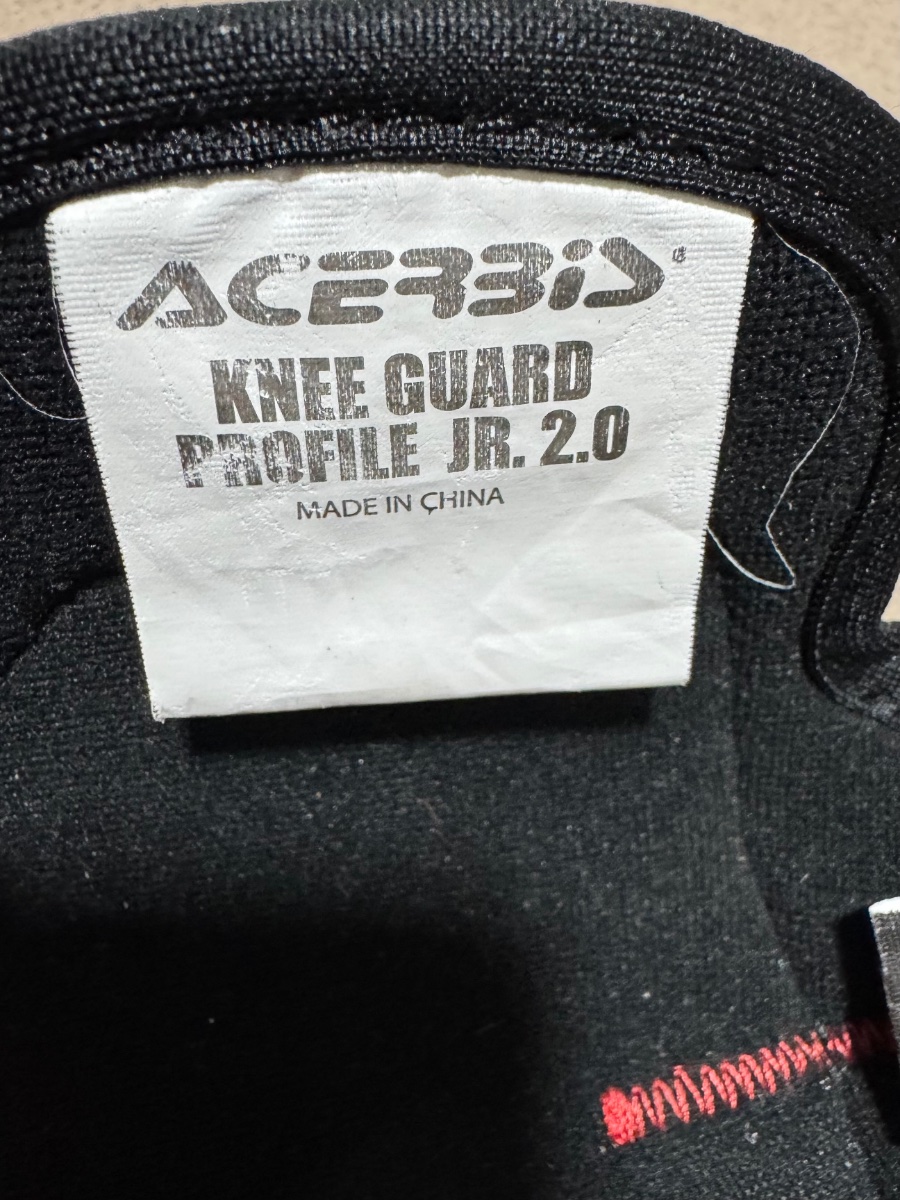 ACERBIS®
KNEE GUARD
PROFILE JR. 2.0
MADE IN CHINA